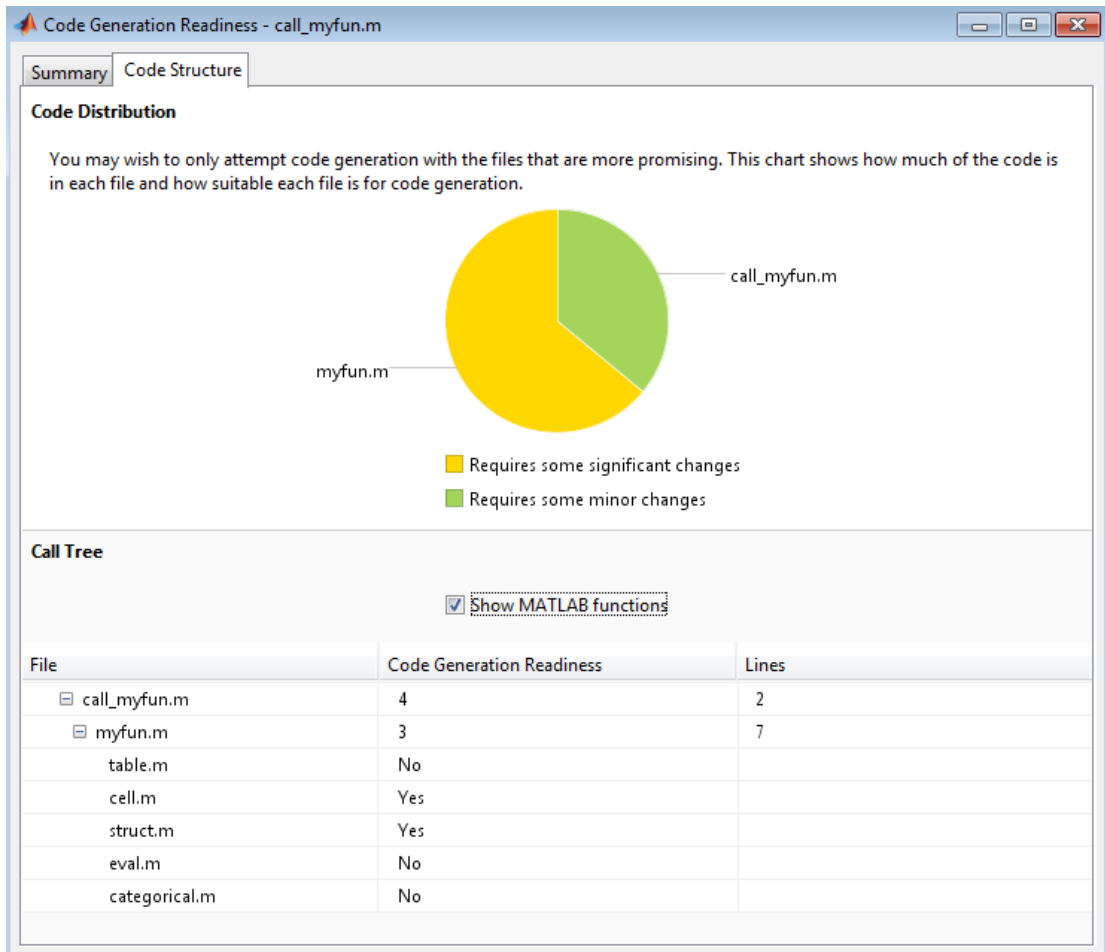 Code Generation Readiness - call_myfun.m
Summary
Code Structure
Code Distribution
You may wish to only attempt code generation with the files that are more promising. This chart shows how much of the code is
in each file and how suitable each file is for code generation.
call_myfun.m
myfun.m
Requires some significant changes
Requires some minor changes
Call Tree
Show MATLAB functions
File Code Generation Readiness Lines
call_myfun.m 4 2
myfun.m 3 7
table.m No
cell.m Yes
struct.m Yes
eval.m No
categorical.m No